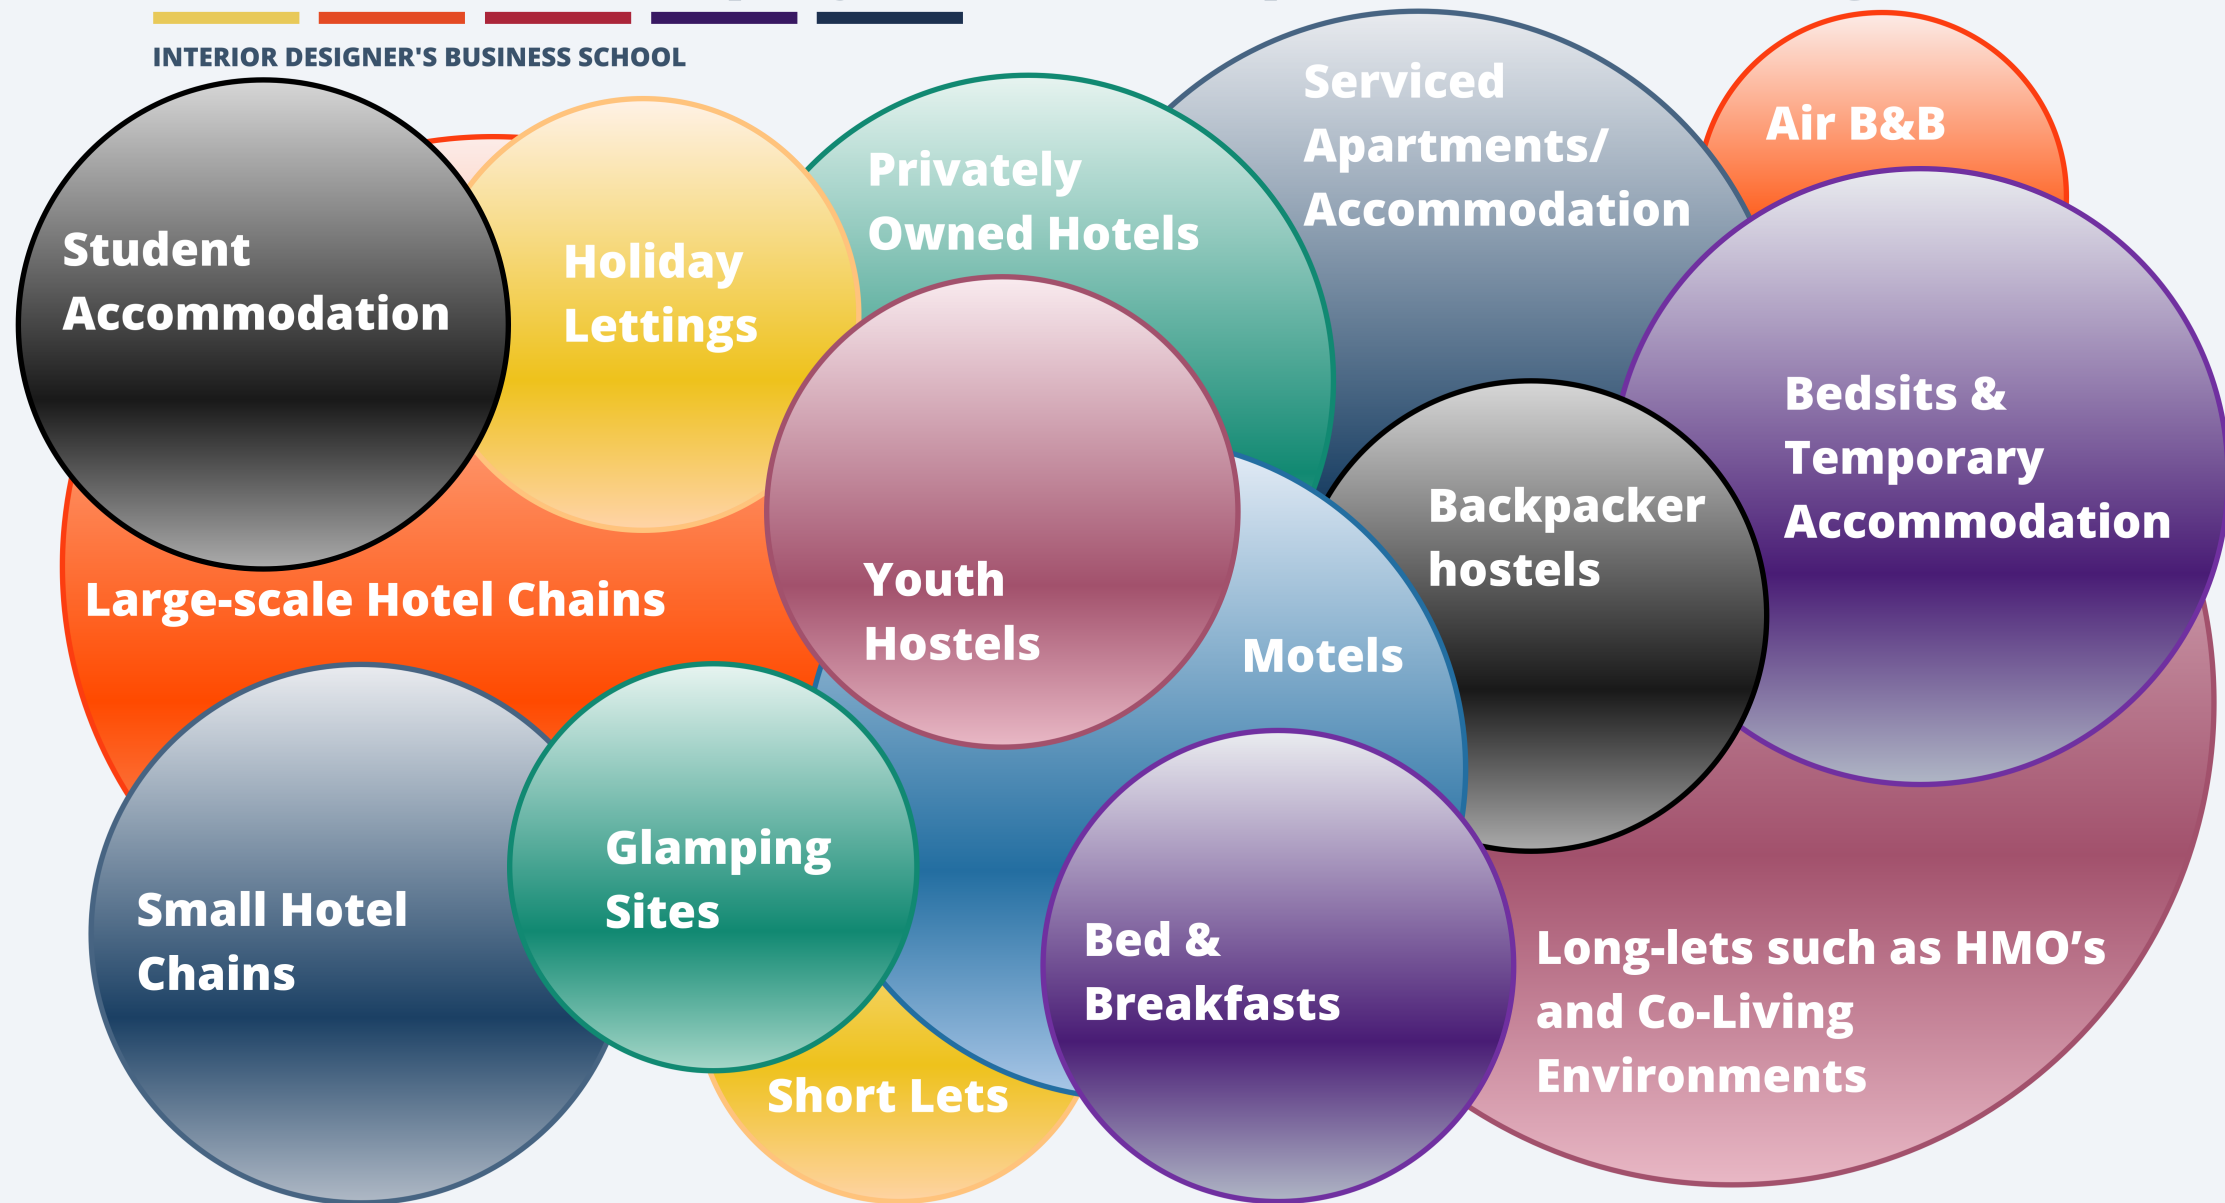 INTERIOR DESIGNER'S BUSINESS SCHOOL
Student
Accommodation
Holiday
Lettings
Privately
Owned Hotels
Serviced
Apartments/
Accommodation
Air B&B
Bedsits &
Temporary
Accommodation
Backpacker
hostels
Youth
Hostels
Large-scale Hotel Chains
Motels
Glamping
Sites
Small Hotel
Chains
Bed &
Breakfasts
Long-lets such as HMO’s
and Co-Living
Environments
Short Lets